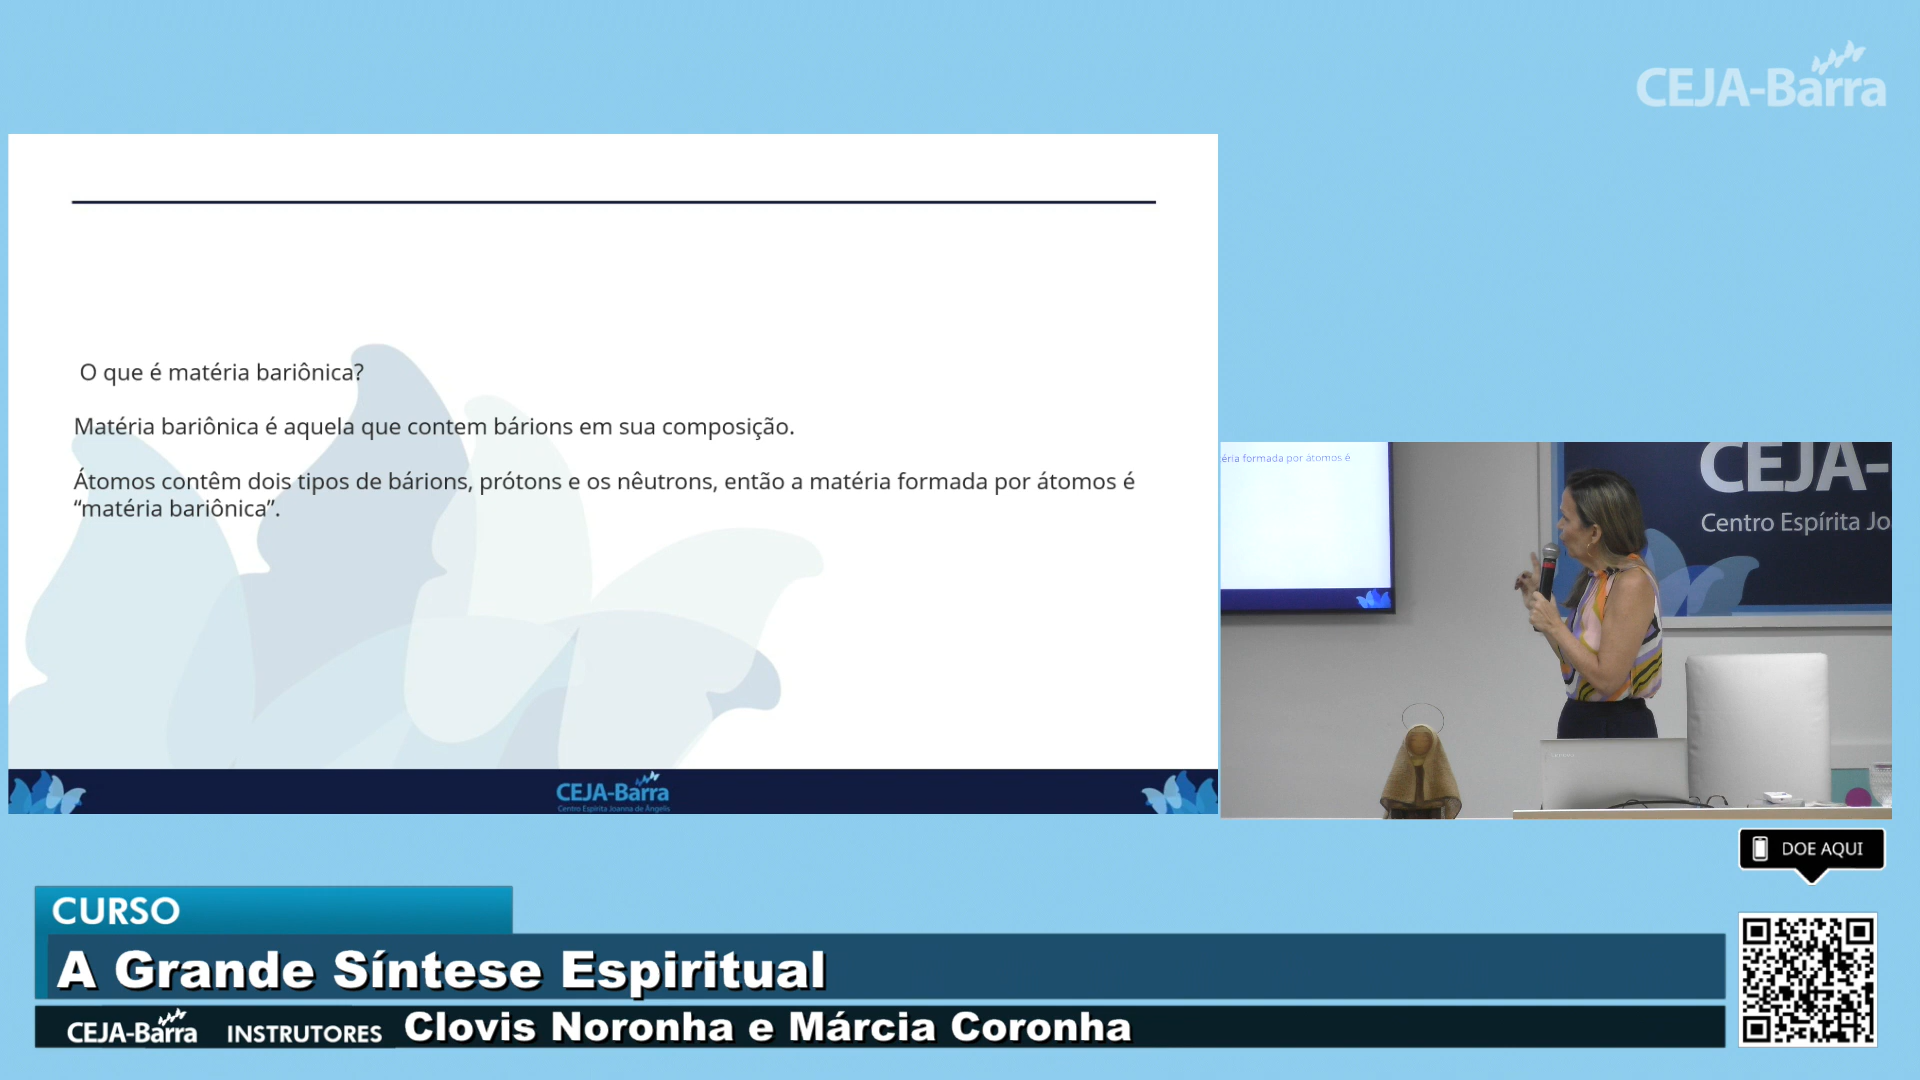 CEJA-Barra
O que é matéria bariônica?
Matéria bariônica é aquela que contem bárions em sua composição.
Átomos contêm dois tipos de bárions, prótons e os nêutrons, então a matéria formada por átomos é
“matéria bariônica”.
CEJA-Barra
Centro Espírita Joanna de Ângelis
éria formada por átomos é
CEJA-
Centro Espírita Jo
DOE AQUI
CURSO
A Grande Síntese Espiritual
CEJA-Barra INSTRUTORES Clovis Noronha e Márcia Coronha